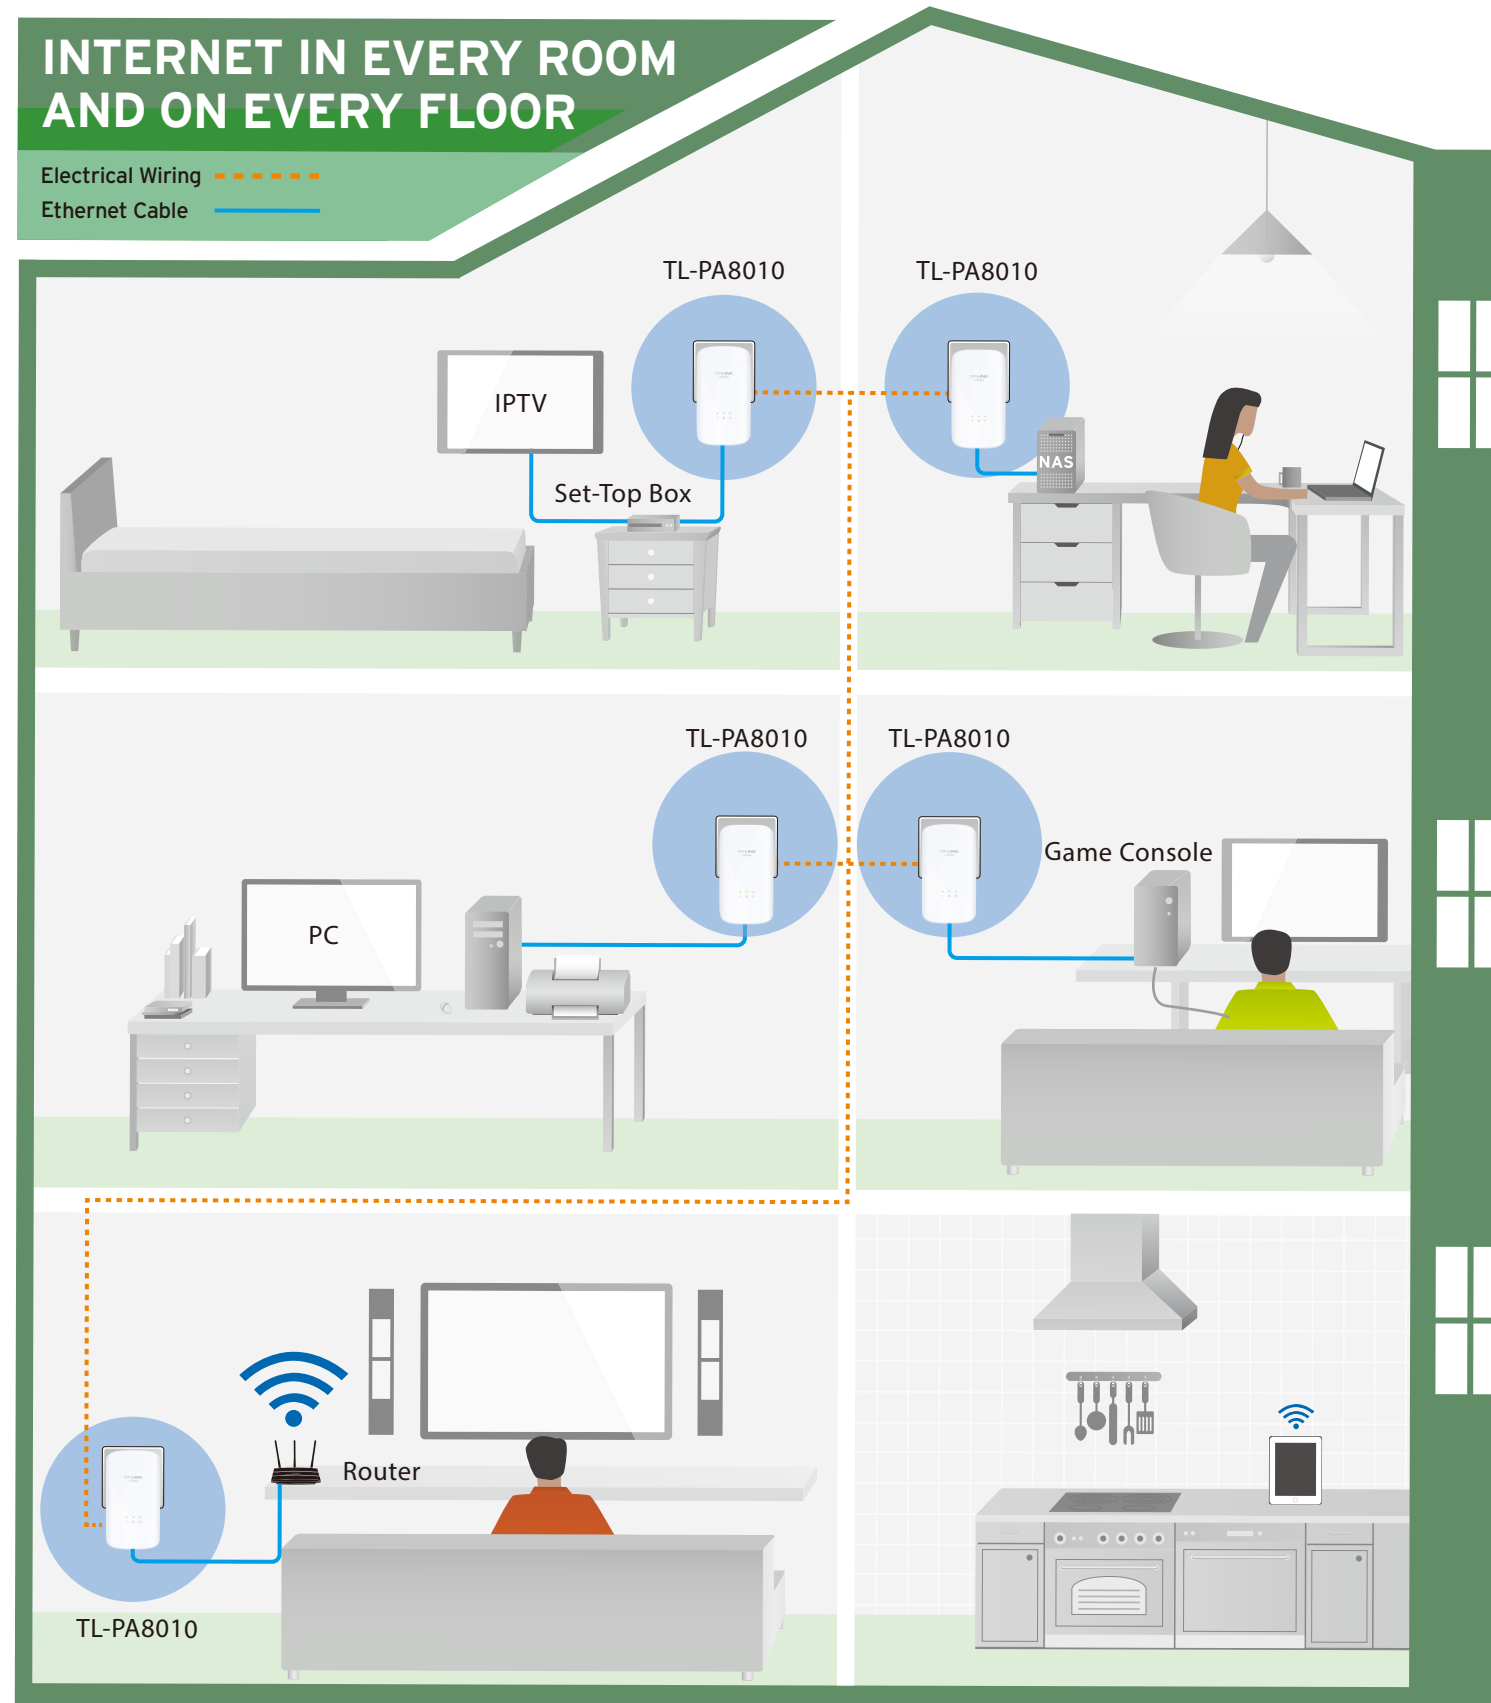 INTERNET IN EVERY ROOM
AND ON EVERY FLOOR
Electrical Wiring
Ethernet Cable
TL-PA8010
TL-PA8010
IPTV
Set-Top Box
NAS
TL-PA8010
TL-PA8010
Game Console
PC
Router
TL-PA8010